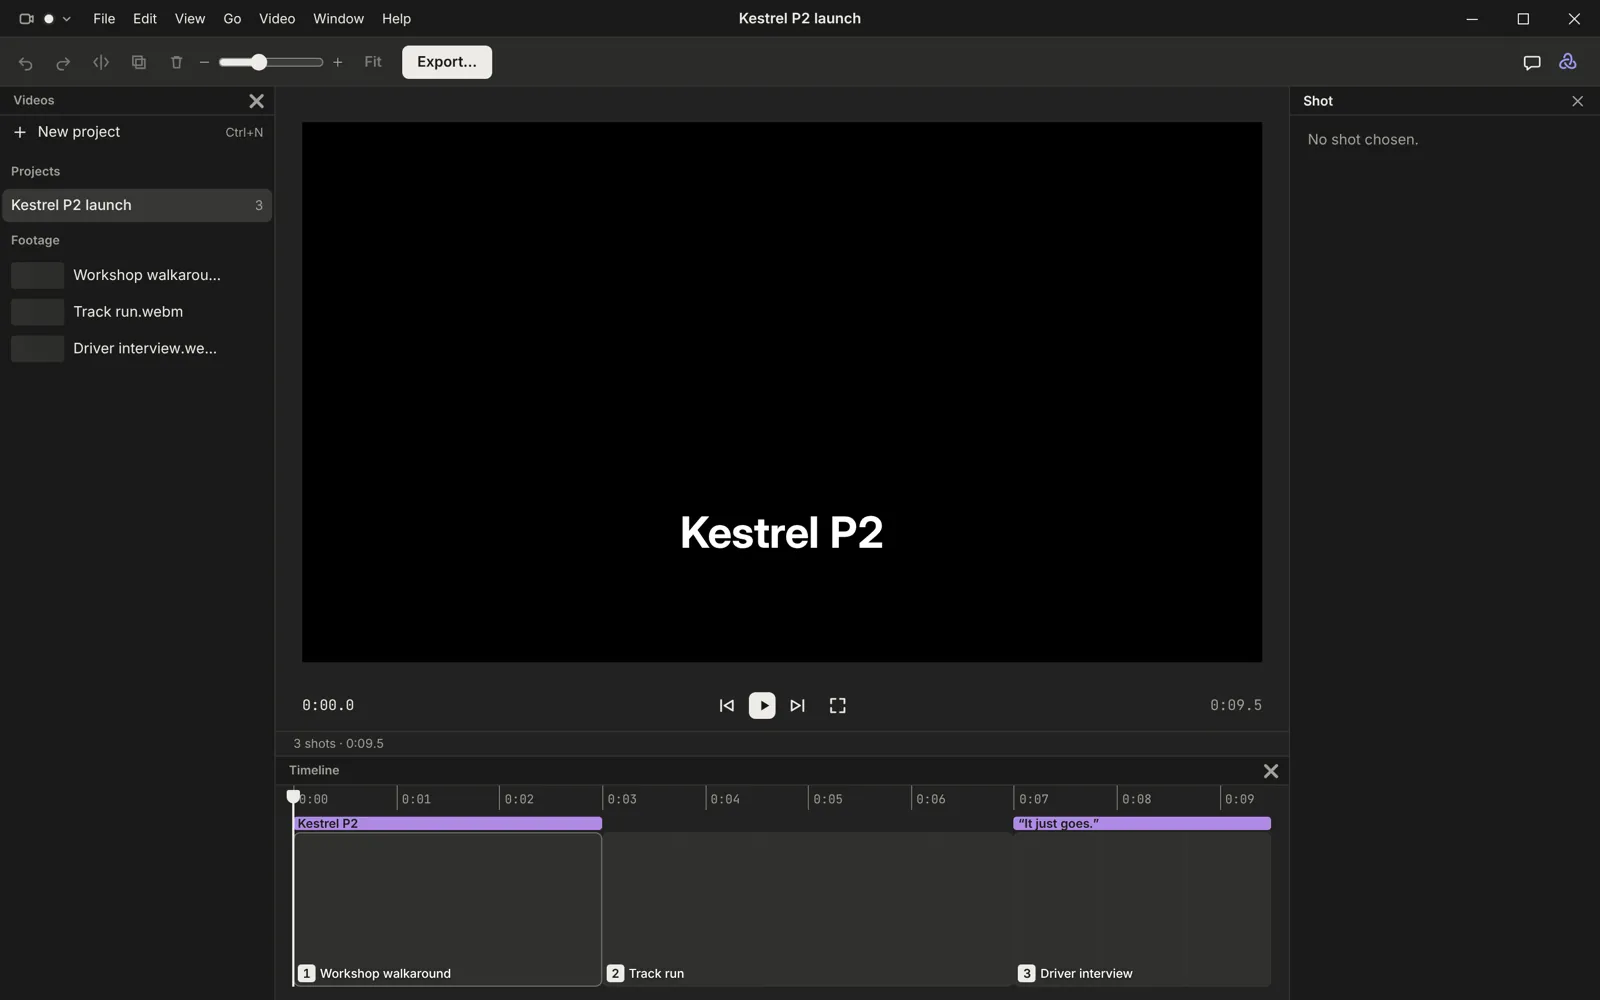 File Edit View Go Video Window Help
Kestrel P2 launch
Fit
Export...
Videos
New project Ctrl+N
Projects
Kestrel P2 launch 3
Footage
Workshop walkarou...
Track run.webm
Driver interview.we...
Kestrel P2
0:00.0
0:09.5
3 shots · 0:09.5
Timeline
0:00 0:01 0:02 0:03 0:04 0:05 0:06 0:07 0:08 0:09
Kestrel P2
“It just goes.”
1 Workshop walkaround
2 Track run
3 Driver interview
Shot
No shot chosen.